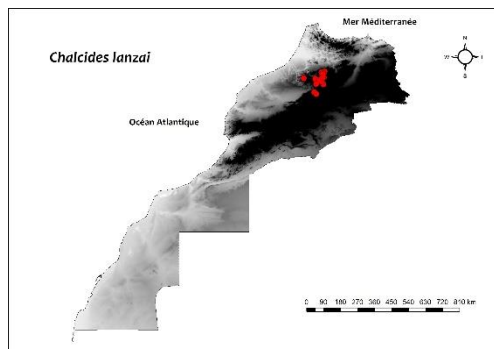 Mer Méditerranée
Chalcides lanzai
N
W E
S
Océan Atlantique
0 90 180 270 360 450 540 630 720 810 km